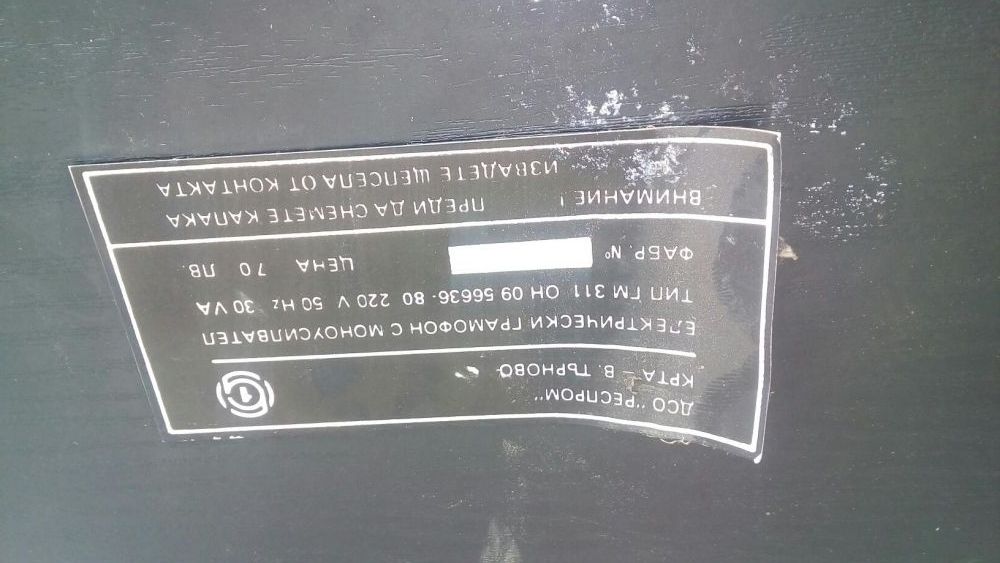 ДСО "РЕСПРОМ"
КРТА – В. ТЪРНОВО
ЕЛЕКТРИЧЕСКИ ГРАМОФОН С МОНОУСИЛВАТЕЛ
ТИП ГМ 311 ОН 09 56636-80 220 V 50 Hz 30 VA
ФАБР. № ЦЕНА 70 ЛВ.
ВНИМАНИЕ! ПРЕДИ ДА СНЕМЕТЕ КАПАКА
ИЗВАДЕТЕ ЩЕПСЕЛА ОТ КОНТАКТА